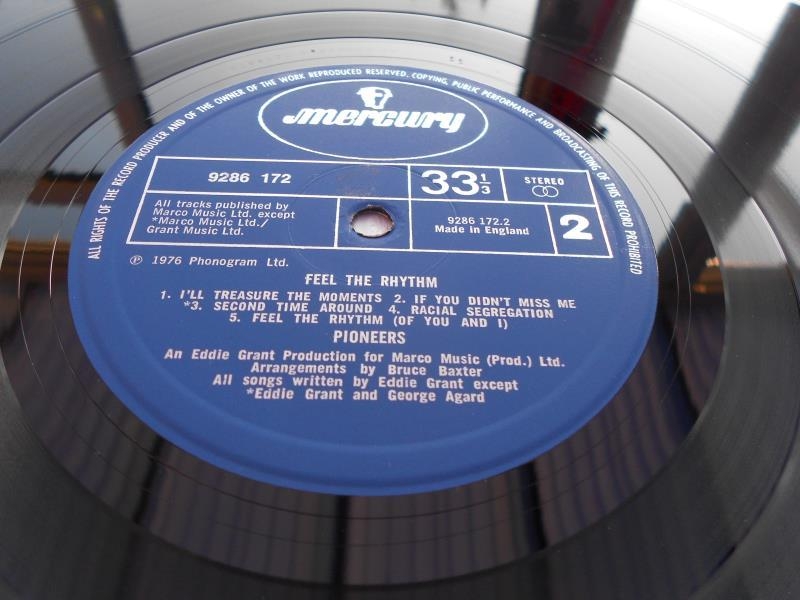 ALL RIGHTS OF THE RECORD PRODUCER AND OF THE OWNER OF THE WORK REPRODUCED RESERVED. COPYING, PUBLIC PERFORMANCE AND BROADCASTING OF THIS RECORD PROHIBITED
mercury
9286 172
33 1/3
STEREO
All tracks published by
Marco Music Ltd. except
*Marco Music Ltd./
Grant Music Ltd.
9286 172.2
Made in England
2
℗ 1976 Phonogram Ltd.
FEEL THE RHYTHM
1. I'LL TREASURE THE MOMENTS 2. IF YOU DIDN'T MISS ME
*3. SECOND TIME AROUND 4. RACIAL SEGREGATION
5. FEEL THE RHYTHM (OF YOU AND I)
PIONEERS
An Eddie Grant Production for Marco Music (Prod.) Ltd.
Arrangements by Bruce Baxter
All songs written by Eddie Grant except
*Eddie Grant and George Agard